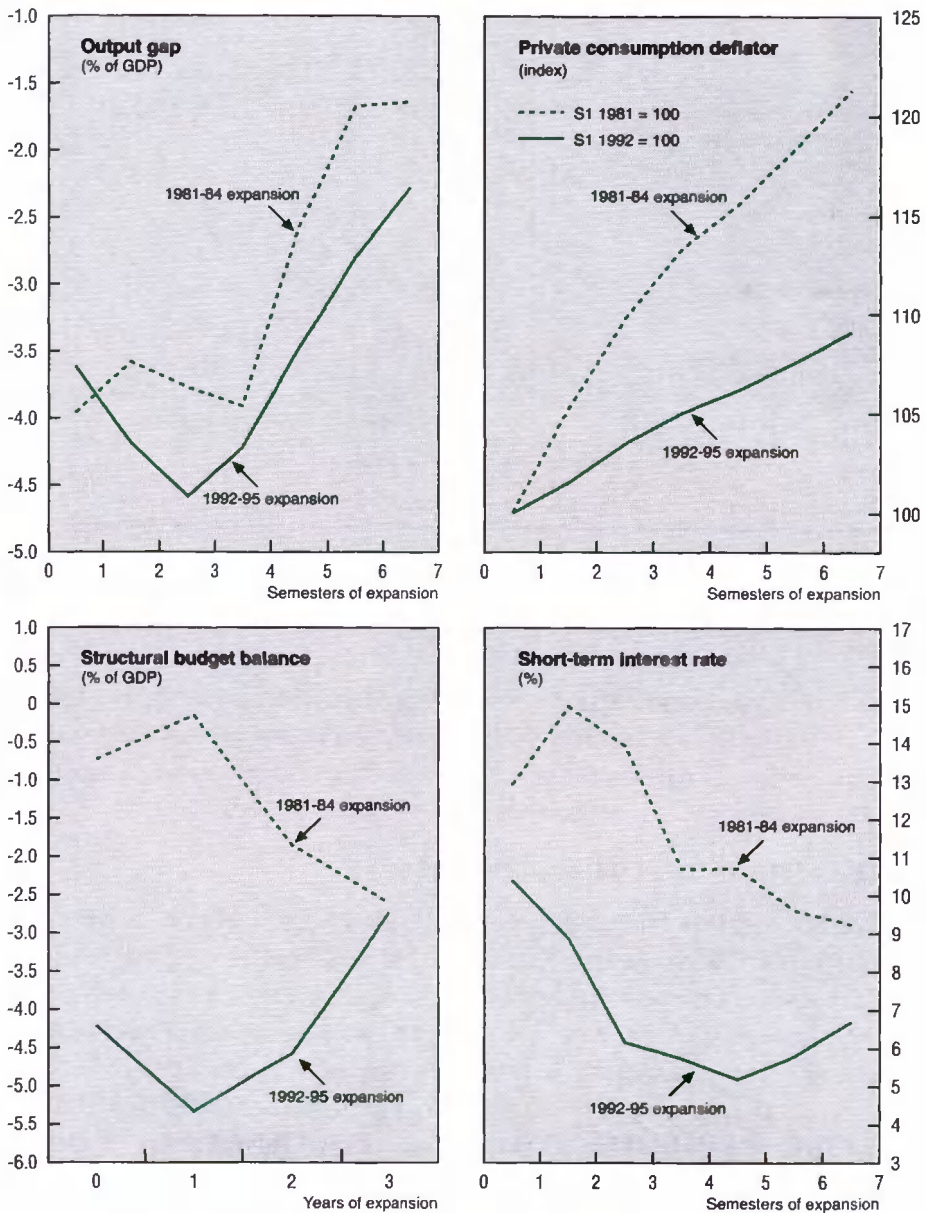 Output gap
(% of GDP)
-1.0
-1.5
-2.0
-2.5
-3.0
-3.5
-4.0
-4.5
-5.0
1981-84 expansion
1992-95 expansion
0 1 2 3 4 5 6 7
Semesters of expansion
Private consumption deflator
(index)
S1 1981 = 100
S1 1992 = 100
125
120
115
110
105
100
1981-84 expansion
1992-95 expansion
0 1 2 3 4 5 6 7
Semesters of expansion
Structural budget balance
(% of GDP)
1.0
0.5
0
-0.5
-1.0
-1.5
-2.0
-2.5
-3.0
-3.5
-4.0
-4.5
-5.0
-5.5
-6.0
1981-84 expansion
1992-95 expansion
0 1 2 3
Years of expansion
Short-term interest rate
(%)
17
16
15
14
13
12
11
10
9
8
7
6
5
4
3
1981-84 expansion
1992-95 expansion
0 1 2 3 4 5 6 7
Semesters of expansion